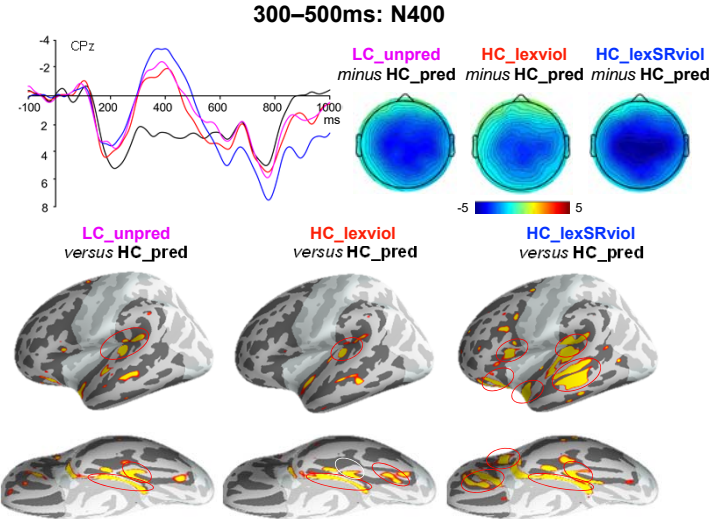 300–500ms: N400
-4
CPz
-2
-100
200
400
600
800
1000
ms
2
4
6
8
LC_unpred
minus HC_pred
HC_lexviol
minus HC_pred
HC_lexSRviol
minus HC_pred
-5
5
LC_unpred
versus HC_pred
HC_lexviol
versus HC_pred
HC_lexSRviol
versus HC_pred